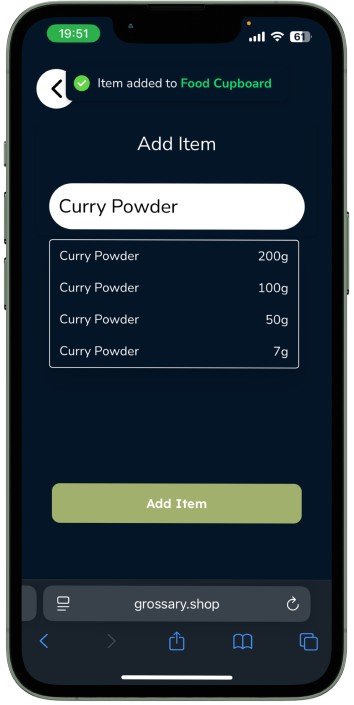 19:51
61
Item added to Food Cupboard
Add Item
Curry Powder
Curry Powder 200g
Curry Powder 100g
Curry Powder 50g
Curry Powder 7g
Add Item
grossary.shop